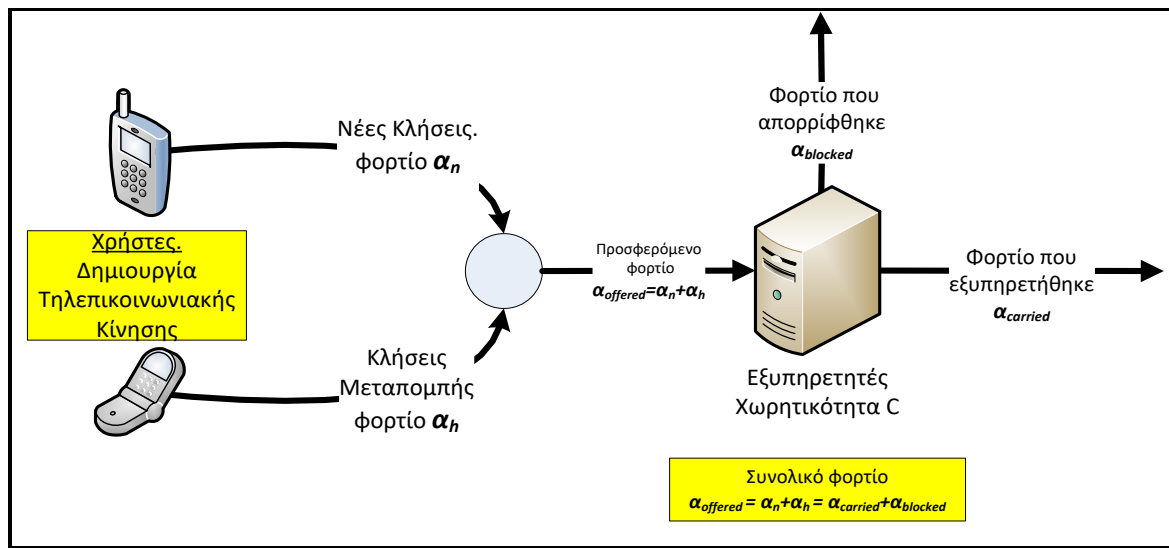 Νέες Κλήσεις.
φορτίο αn
Χρήστες.
Δημιουργία
Τηλεπικοινωνιακής
Κίνησης
Κλήσεις
Μεταπομπής
φορτίο αh
Προσφερόμενο
φορτίο
αoffered=αn+αh
Φορτίο που
απορρίφθηκε
αblocked
Φορτίο που
εξυπηρετήθηκε
αcarried
Εξυπηρετητές
Χωρητικότητα C
Συνολικό φορτίο
αoffered = αn+αh = αcarried+αblocked